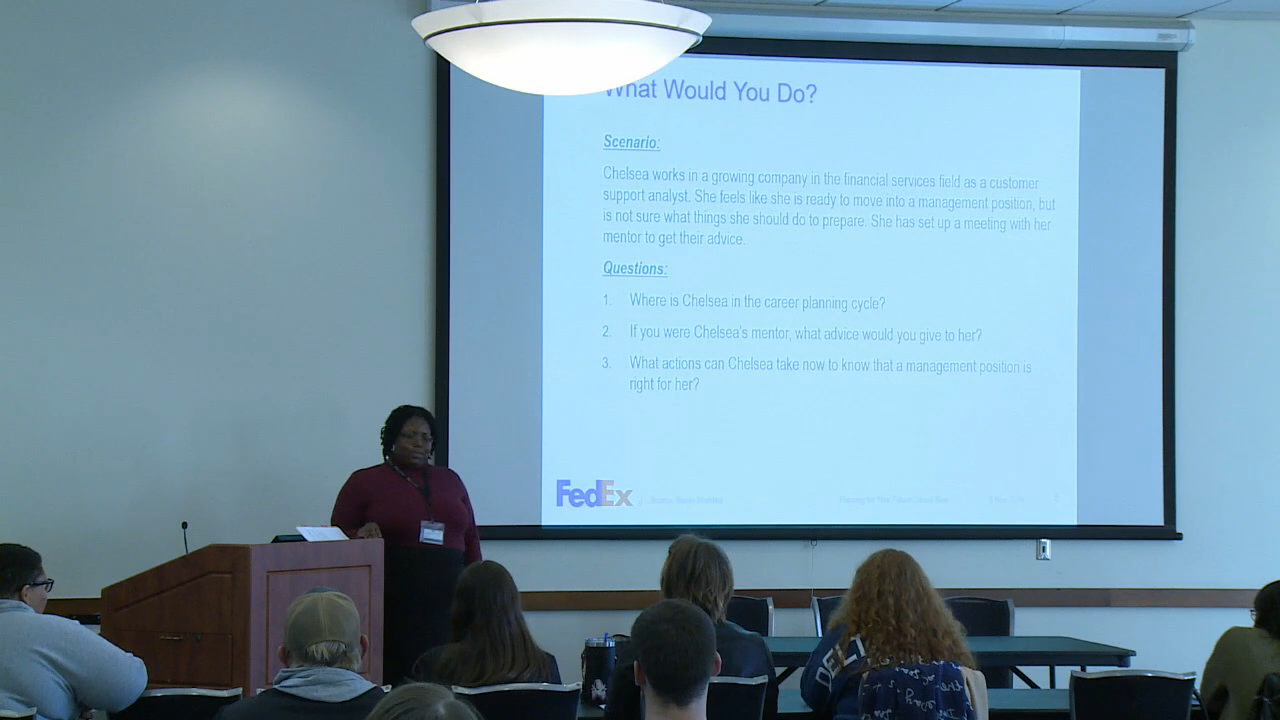 What Would You Do?
Scenario:
Chelsea works in a growing company in the financial services field as a customer
support analyst. She feels like she is ready to move into a management position, but
is not sure what things she should do to prepare. She has set up a meeting with her
mentor to get their advice.
Questions:
1. Where is Chelsea in the career planning cycle?
2. If you were Chelsea's mentor, what advice would you give to her?
3. What actions can Chelsea take now to know that a management position is
right for her?
FedEx